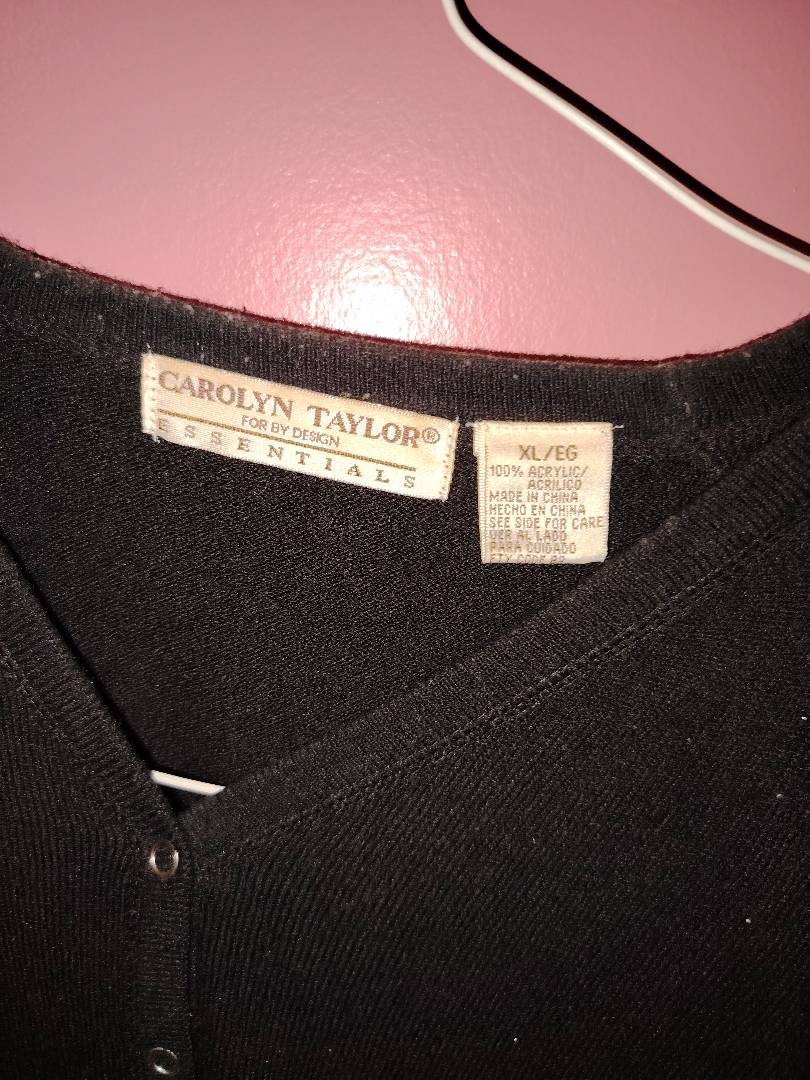 CAROLYN TAYLOR®
FOR BY DESIGN
ESSENTIALS
XL/EG
100% ACRYLIC/
ACRILICO
MADE IN CHINA
HECHO EN CHINA
SEE SIDE FOR CARE
VER AL LADO
PARA CUIDADO